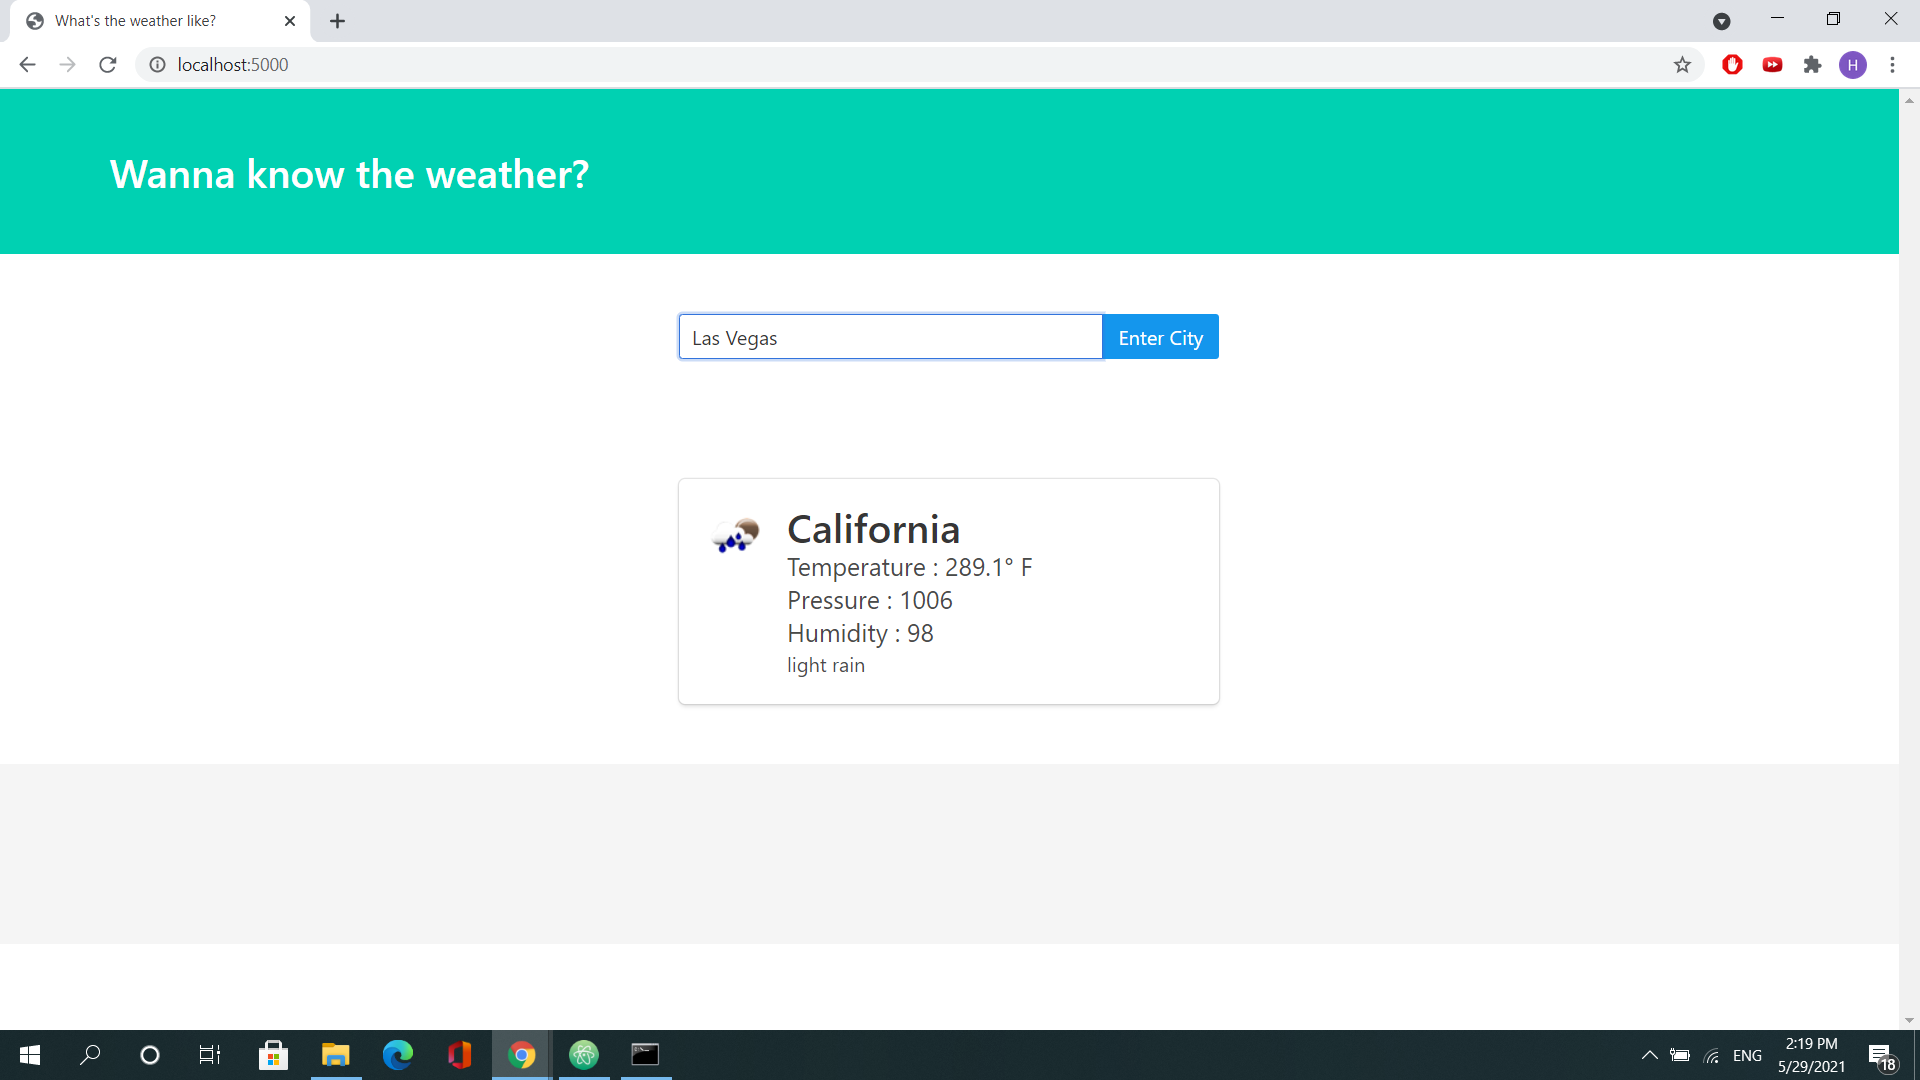 What's the weather like?
localhost:5000
H
Wanna know the weather?
Las Vegas
Enter City
California
Temperature : 289.1° F
Pressure : 1006
Humidity : 98
light rain
ENG
2:19 PM
5/29/2021
18